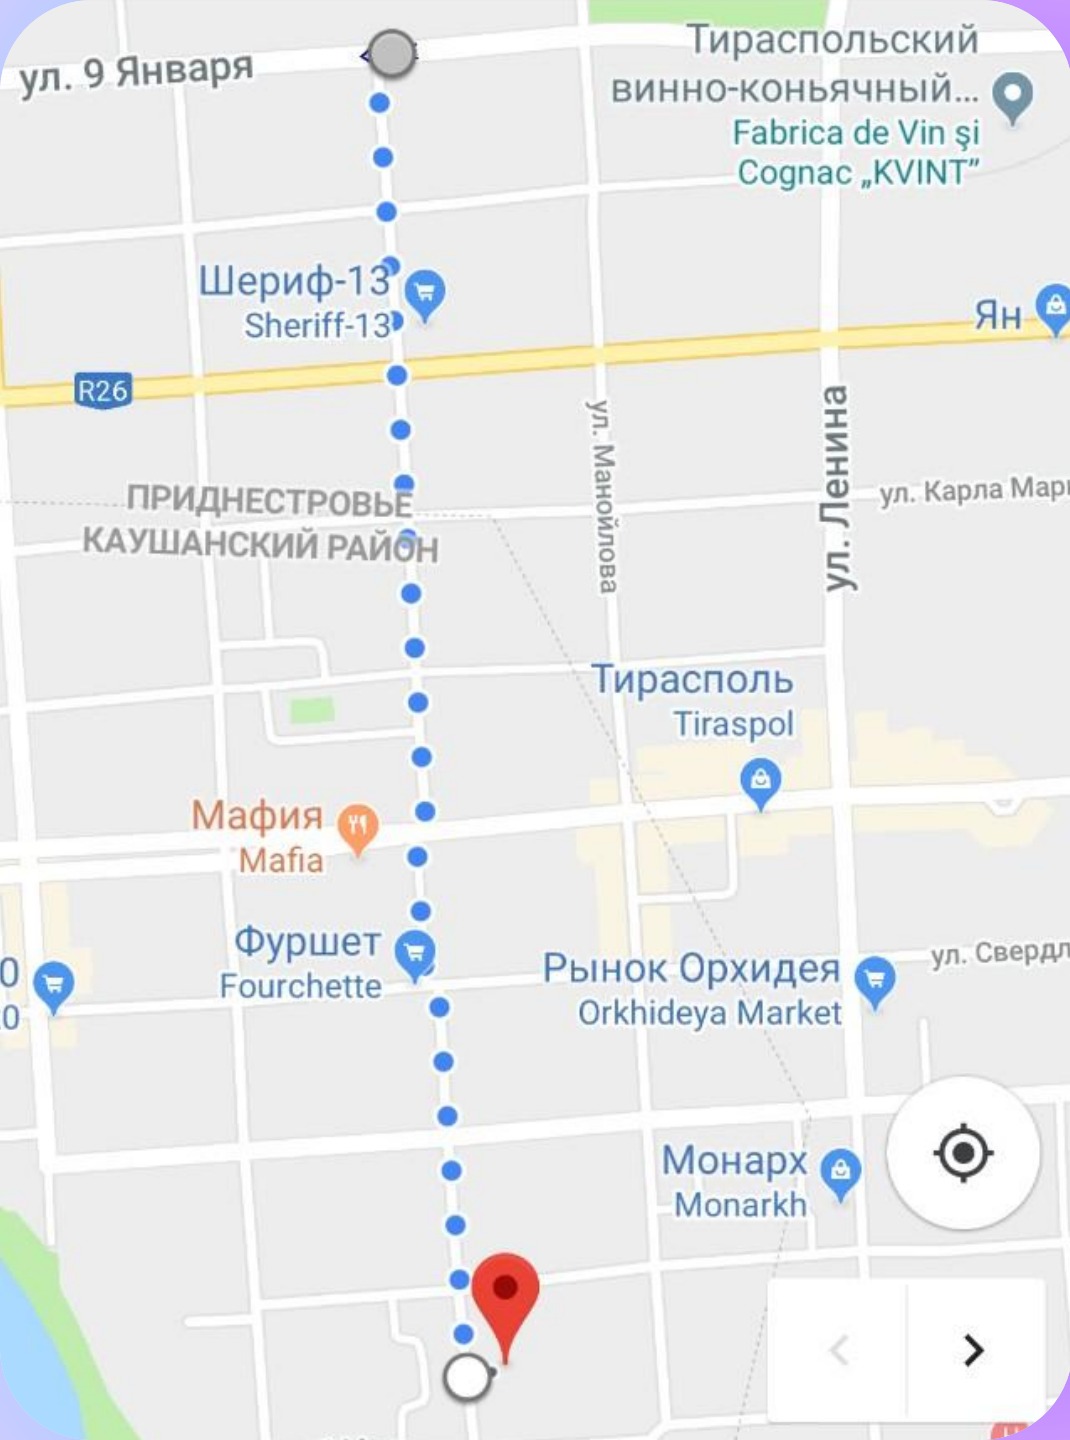 ул. 9 Января
Тираспольский
винно-коньячный...
Fabrica de Vin şi
Cognac „KVINT”
Шериф-13
Sheriff-13
Ян
R26
ул. Манойлова
ул. Ленина
ул. Карла
ПРИДНЕСТРОВЬЕ
КАУШАНСКИЙ РАЙОН
Тирасполь
Tiraspol
Мафия
Mafia
Фуршет
Fourchette
0
0
Рынок Орхидея
Orkhideya Market
ул.
Монарх
Monarkh